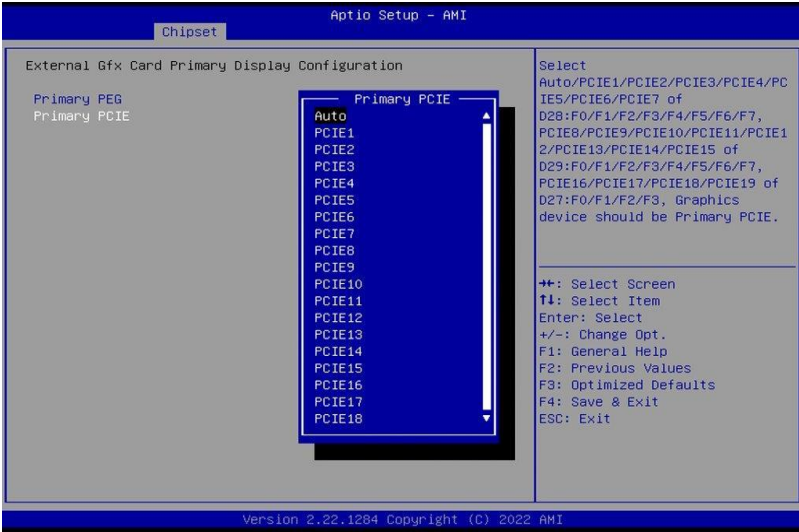 Aptio Setup - AMI
Chipset
External Gfx Card Primary Display Configuration
Primary PEG
Primary PCIE
Primary PCIE
Auto
PCIE1
PCIE2
PCIE3
PCIE4
PCIE5
PCIE6
PCIE7
PCIE8
PCIE9
PCIE10
PCIE11
PCIE12
PCIE13
PCIE14
PCIE15
PCIE16
PCIE17
PCIE18
Select
Auto/PCIE1/PCIE2/PCIE3/PCIE4/PC
IE5/PCIE6/PCIE7 of
D28:F0/F1/F2/F3/F4/F5/F6/F7,
PCIE8/PCIE9/PCIE10/PCIE11/PCIE1
2/PCIE13/PCIE14/PCIE15 of
D29:F0/F1/F2/F3/F4/F5/F6/F7,
PCIE16/PCIE17/PCIE18/PCIE19 of
D27:F0/F1/F2/F3, Graphics
device should be Primary PCIE.
→←: Select Screen
↑↓: Select Item
Enter: Select
+/-: Change Opt.
F1: General Help
F2: Previous Values
F3: Optimized Defaults
F4: Save & Exit
ESC: Exit
Version 2.22.1284 Copyright (C) 2022 AMI